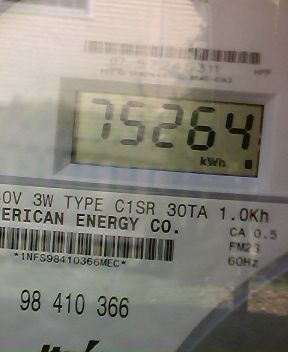 75264
kWh
0V 3W TYPE C1SR 30TA 1.0Kh
ERICAN ENERGY CO.
CA 0.5
FM2S
60Hz
*INFS98410366MEC*
98 410 366